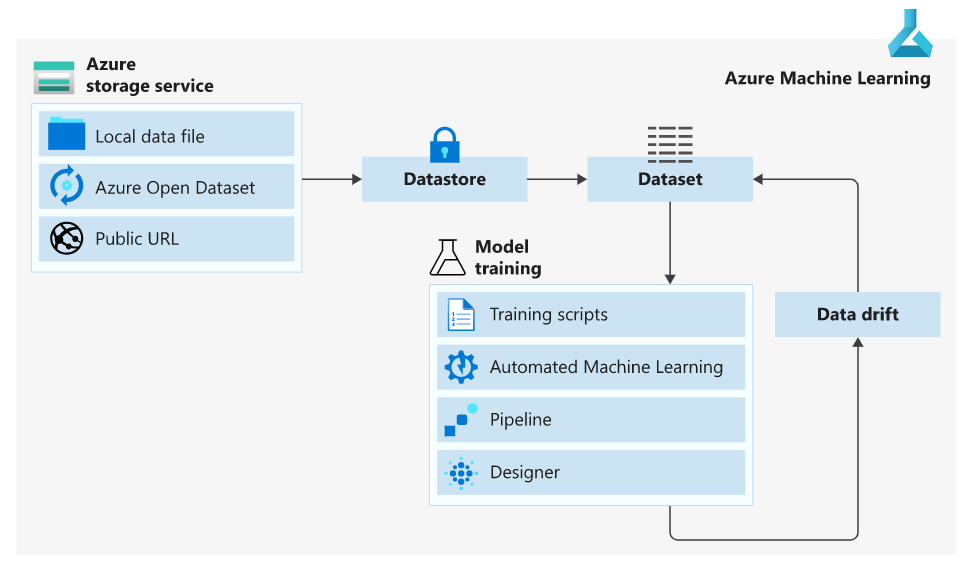 Azure Machine Learning
Azure
storage service
Local data file
Azure Open Dataset
Public URL
Datastore
Dataset
Model
training
Training scripts
Automated Machine Learning
Pipeline
Designer
Data drift